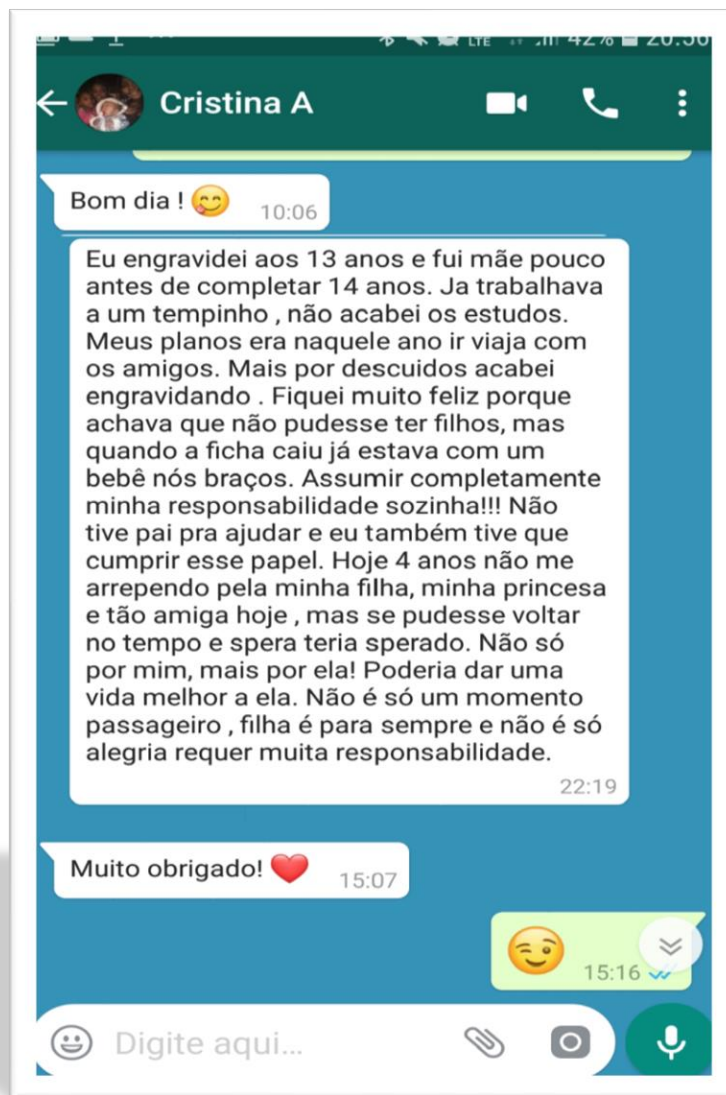 LTE 42% 20:56
Cristina A
Bom dia ! 😋 10:06
Eu engravidei aos 13 anos e fui mãe pouco
antes de completar 14 anos. Ja trabalhava
a um tempinho , não acabei os estudos.
Meus planos era naquele ano ir viaja com
os amigos. Mais por descuidos acabei
engravidando . Fiquei muito feliz porque
achava que não pudesse ter filhos, mas
quando a ficha caiu já estava com um
bebê nós braços. Assumir completamente
minha responsabilidade sozinha!!! Não
tive pai pra ajudar e eu também tive que
cumprir esse papel. Hoje 4 anos não me
arrependo pela minha filha, minha princesa
e tão amiga hoje , mas se pudesse voltar
no tempo e spera teria sperado. Não só
por mim, mais por ela! Poderia dar uma
vida melhor a ela. Não é só um momento
passageiro , filha é para sempre e não é só
alegria requer muita responsabilidade.
22:19
Muito obrigado! ❤️ 15:07
😉 15:16
Digite aqui...